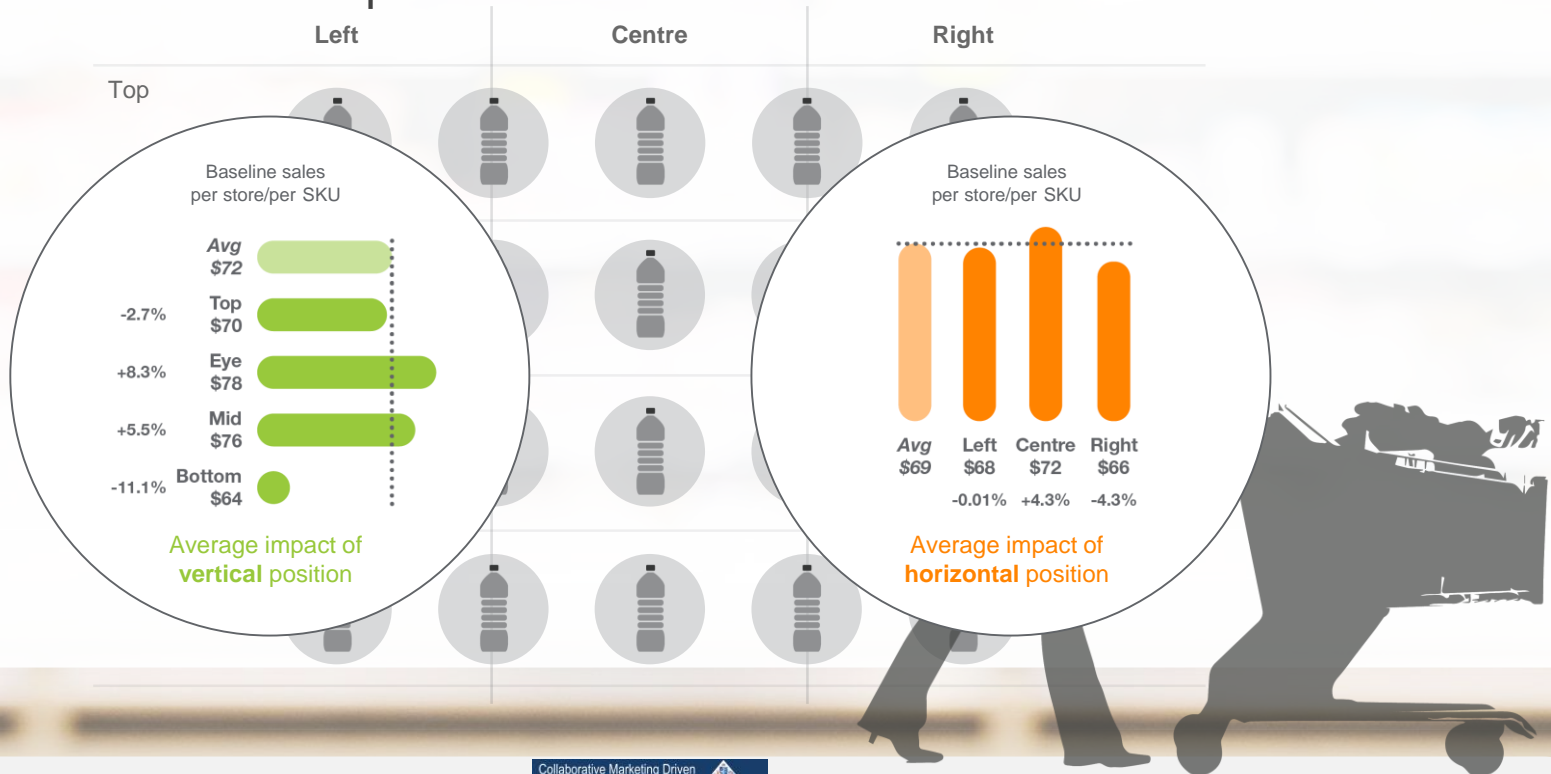 Left Centre Right
Top
Baseline sales
per store/per SKU
Avg
$72
-2.7% Top
$70
+8.3% Eye
$78
+5.5% Mid
$76
-11.1% Bottom
$64
Average impact of
vertical position
Baseline sales
per store/per SKU
Avg Left Centre Right
$69 $68 $72 $66
-0.01% +4.3% -4.3%
Average impact of
horizontal position
Collaborative Marketing Driven